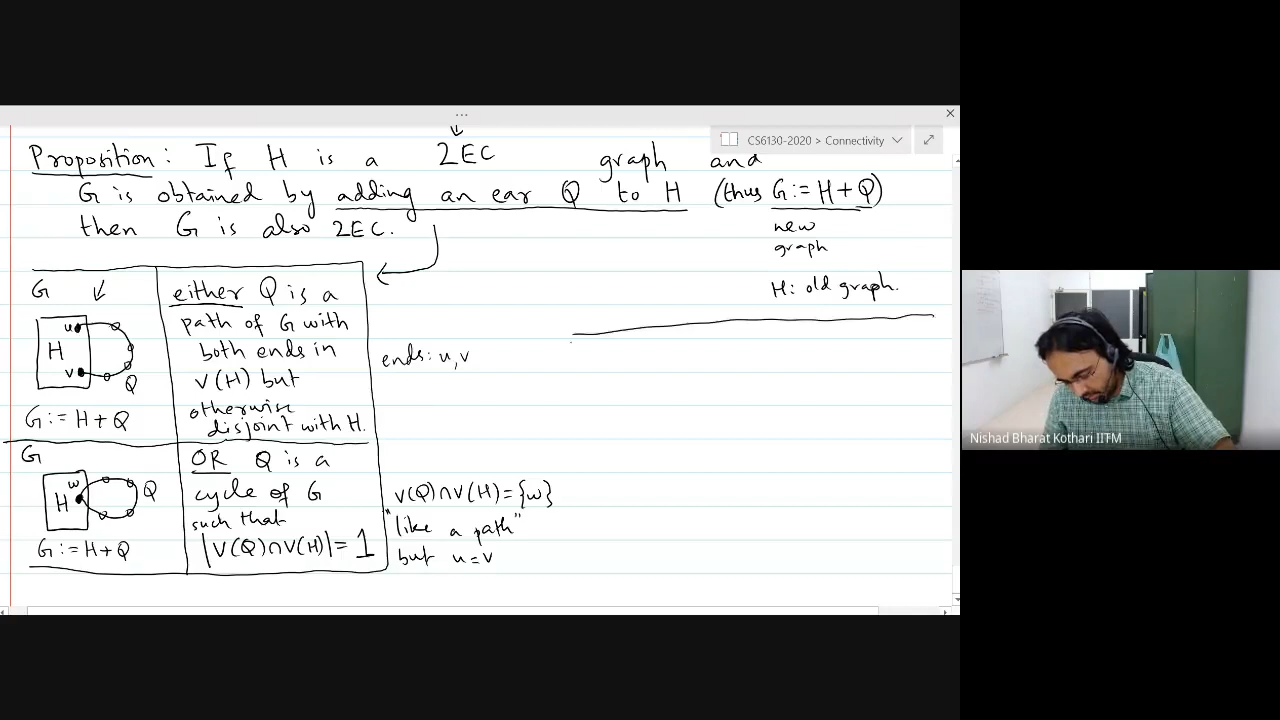 CS6130-2020 > Connectivity
Proposition: If H is a 2EC graph and
G is obtained by adding an ear Q to H (thus G := H + Q)
then G is also 2EC.
new
graph
H: old graph.
G
u
H
v
Q
G := H + Q
either Q is a
path of G with
both ends in
V(H) but
otherwise
disjoint with H.
ends: u, v
G
w
H
Q
G := H + Q
OR Q is a
cycle of G
such that
|V(Q)∩V(H)| = 1
V(Q)∩V(H) = {w}
"like a path"
but u = v
Nishad Bharat Kothari IITM